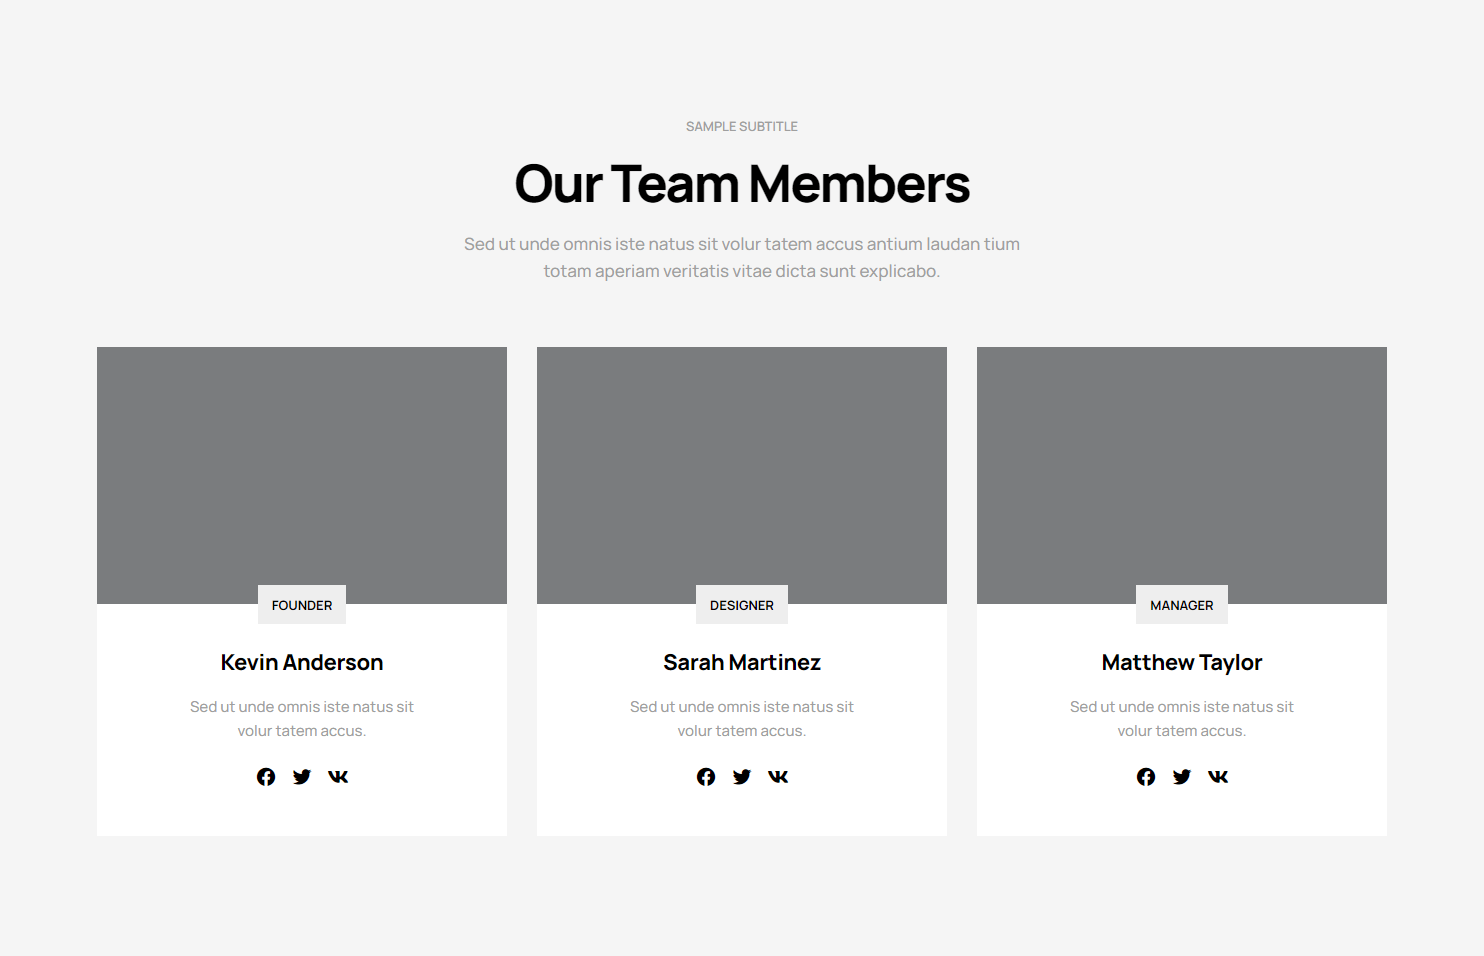 SAMPLE SUBTITLE
Our Team Members
Sed ut unde omnis iste natus sit volur tatem accus antium laudan tium
totam aperiam veritatis vitae dicta sunt explicabo.
FOUNDER
Kevin Anderson
Sed ut unde omnis iste natus sit
volur tatem accus.
DESIGNER
Sarah Martinez
Sed ut unde omnis iste natus sit
volur tatem accus.
MANAGER
Matthew Taylor
Sed ut unde omnis iste natus sit
volur tatem accus.